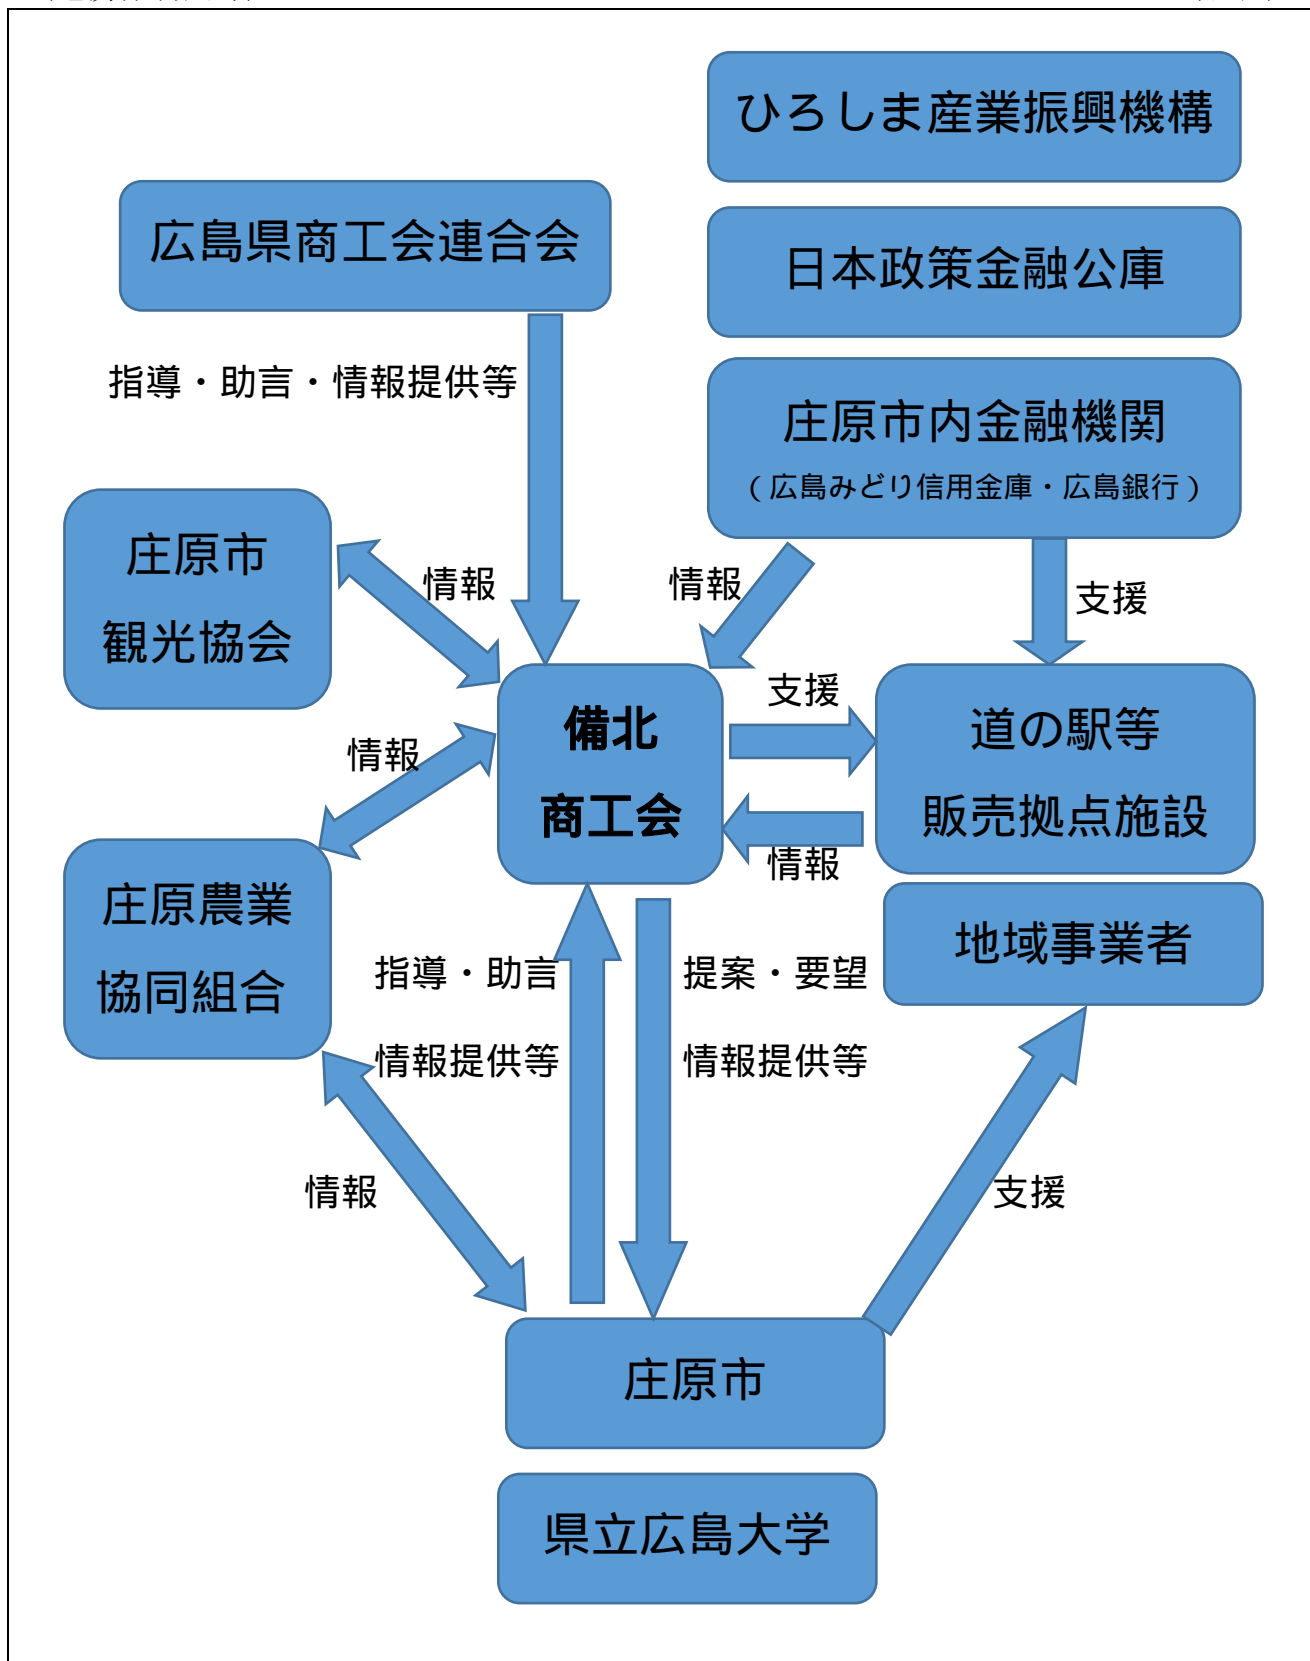 ひろしま産業振興機構
広島県商工会連合会
日本政策金融公庫
指導・助言・情報提供等
庄原市内金融機関
（広島みどり信用金庫・広島銀行）
庄原市
観光協会
情報
情報
支援
備北
商工会
支援
道の駅等
販売拠点施設
情報
情報
庄原農業
協同組合
地域事業者
指導・助言
情報提供等
提案・要望
情報提供等
情報
支援
庄原市
県立広島大学